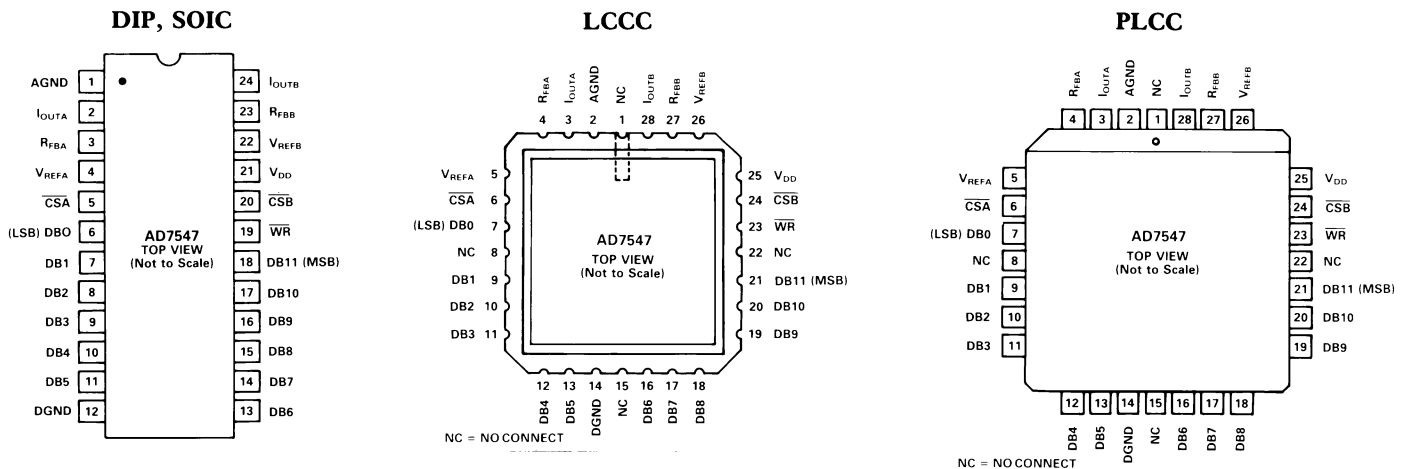 DIP, SOIC
AGND 1
I_OUTA 2
R_FBA 3
V_REFA 4
CSA 5
(LSB) DBO 6
DB1 7
DB2 8
DB3 9
DB4 10
DB5 11
DGND 12
24 I_OUTB
23 R_FBB
22 V_REFB
21 V_DD
20 CSB
19 WR
18 DB11 (MSB)
17 DB10
16 DB9
15 DB8
14 DB7
13 DB6
AD7547
TOP VIEW
(Not to Scale)
LCCC
R_FBA I_OUTA AGND NC I_OUTB R_FBB V_REFB
4 3 2 1 28 27 26
V_REFA 5
CSA 6
(LSB) DB0 7
NC 8
DB1 9
DB2 10
DB3 11
AD7547
TOP VIEW
(Not to Scale)
25 V_DD
24 CSB
23 WR
22 NC
21 DB11 (MSB)
20 DB10
19 DB9
12 13 14 15 16 17 18
DB4 DB5 DGND NC DB6 DB7 DB8
NC = NO CONNECT
PLCC
R_FBA I_OUTA AGND NC I_OUTB R_FBB V_REFB
4 3 2 1 28 27 26
V_REFA 5
CSA 6
(LSB) DB0 7
NC 8
DB1 9
DB2 10
DB3 11
AD7547
TOP VIEW
(Not to Scale)
25 V_DD
24 CSB
23 WR
22 NC
21 DB11 (MSB)
20 DB10
19 DB9
12 13 14 15 16 17 18
DB4 DB5 DGND NC DB6 DB7 DB8
NC = NO CONNECT